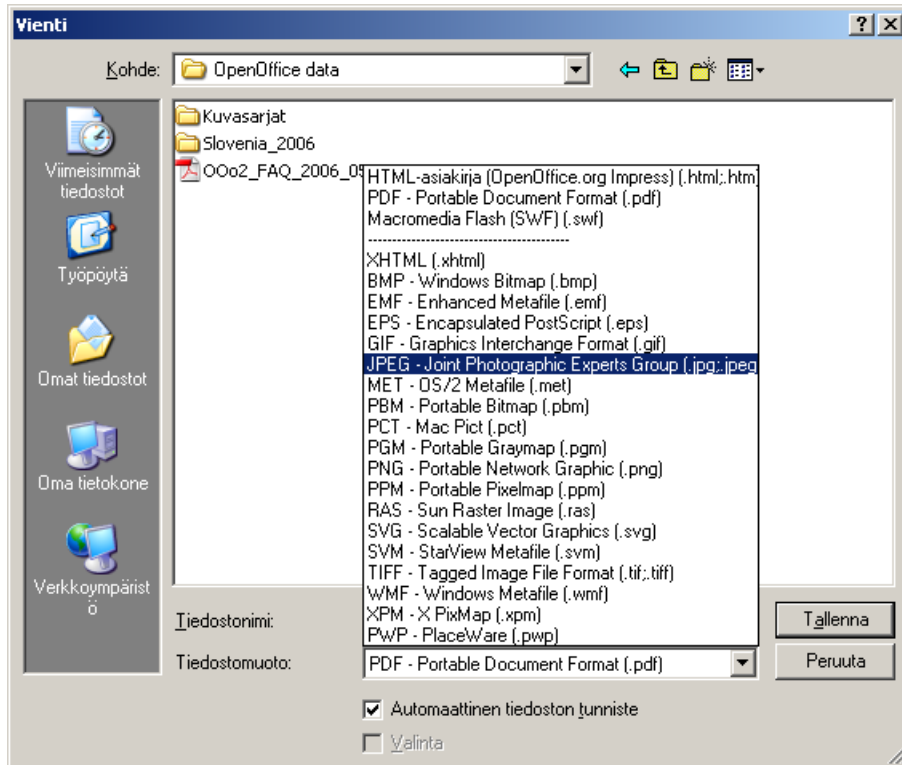 Vienti
Kohde:
OpenOffice data
Viimeisimmät
tiedostot
Työpöytä
Omat tiedostot
Oma tietokone
Verkkoympärist
ö
Kuvasarjat
Slovenia_2006
OOo2_FAQ_2006_05
HTML-asiakirja (OpenOffice.org Impress) (.html;.htm)
PDF - Portable Document Format (.pdf)
Macromedia Flash (SWF) (.swf)
----------------------------------------
XHTML (.xhtml)
BMP - Windows Bitmap (.bmp)
EMF - Enhanced Metafile (.emf)
EPS - Encapsulated PostScript (.eps)
GIF - Graphics Interchange Format (.gif)
JPEG - Joint Photographic Experts Group (.jpg;.jpeg
MET - OS/2 Metafile (.met)
PBM - Portable Bitmap (.pbm)
PCT - Mac Pict (.pct)
PGM - Portable Graymap (.pgm)
PNG - Portable Network Graphic (.png)
PPM - Portable Pixelmap (.ppm)
RAS - Sun Raster Image (.ras)
SVG - Scalable Vector Graphics (.svg)
SVM - StarView Metafile (.svm)
TIFF - Tagged Image File Format (.tif;.tiff)
WMF - Windows Metafile (.wmf)
XPM - X PixMap (.xpm)
PWP - PlaceWare (.pwp)
Tiedostonimi:
Tallenna
Tiedostomuoto:
PDF - Portable Document Format (.pdf)
Peruuta
Automaattinen tiedoston tunniste
Valinta